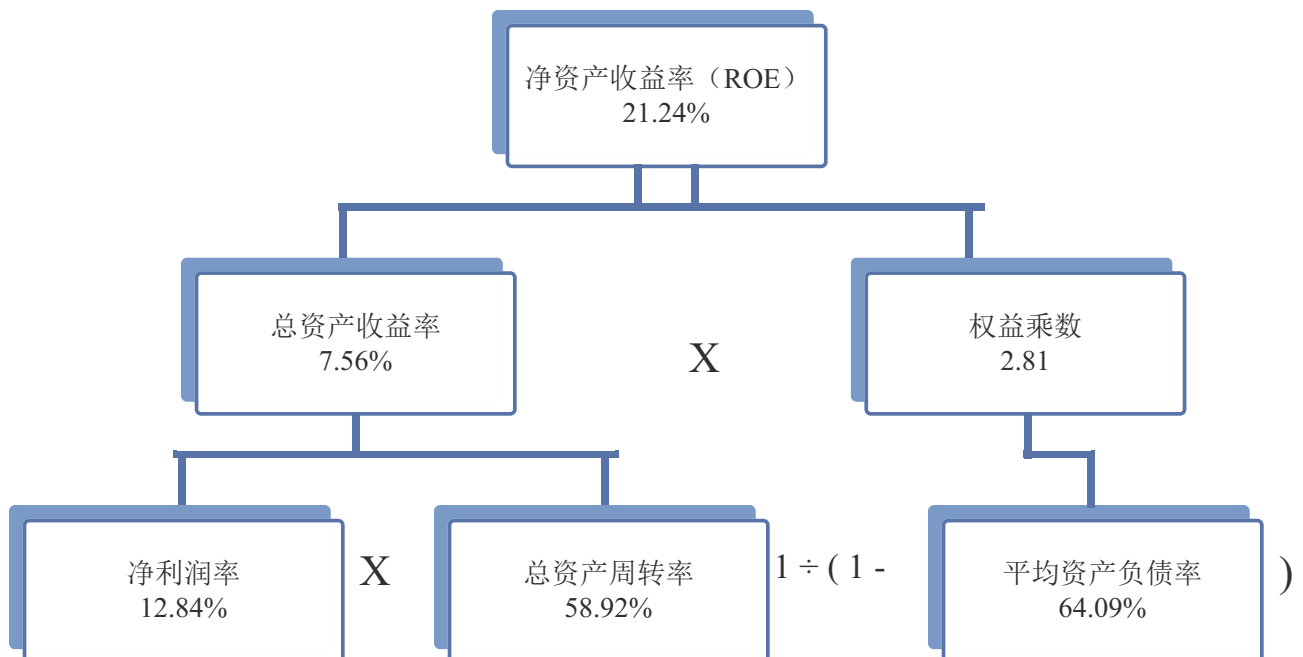 净资产收益率（ROE）
21.24%
总资产收益率
7.56%
X
权益乘数
2.81
净利润率
12.84%
X
总资产周转率
58.92%
1 ÷ ( 1 -
平均资产负债率
64.09%
)